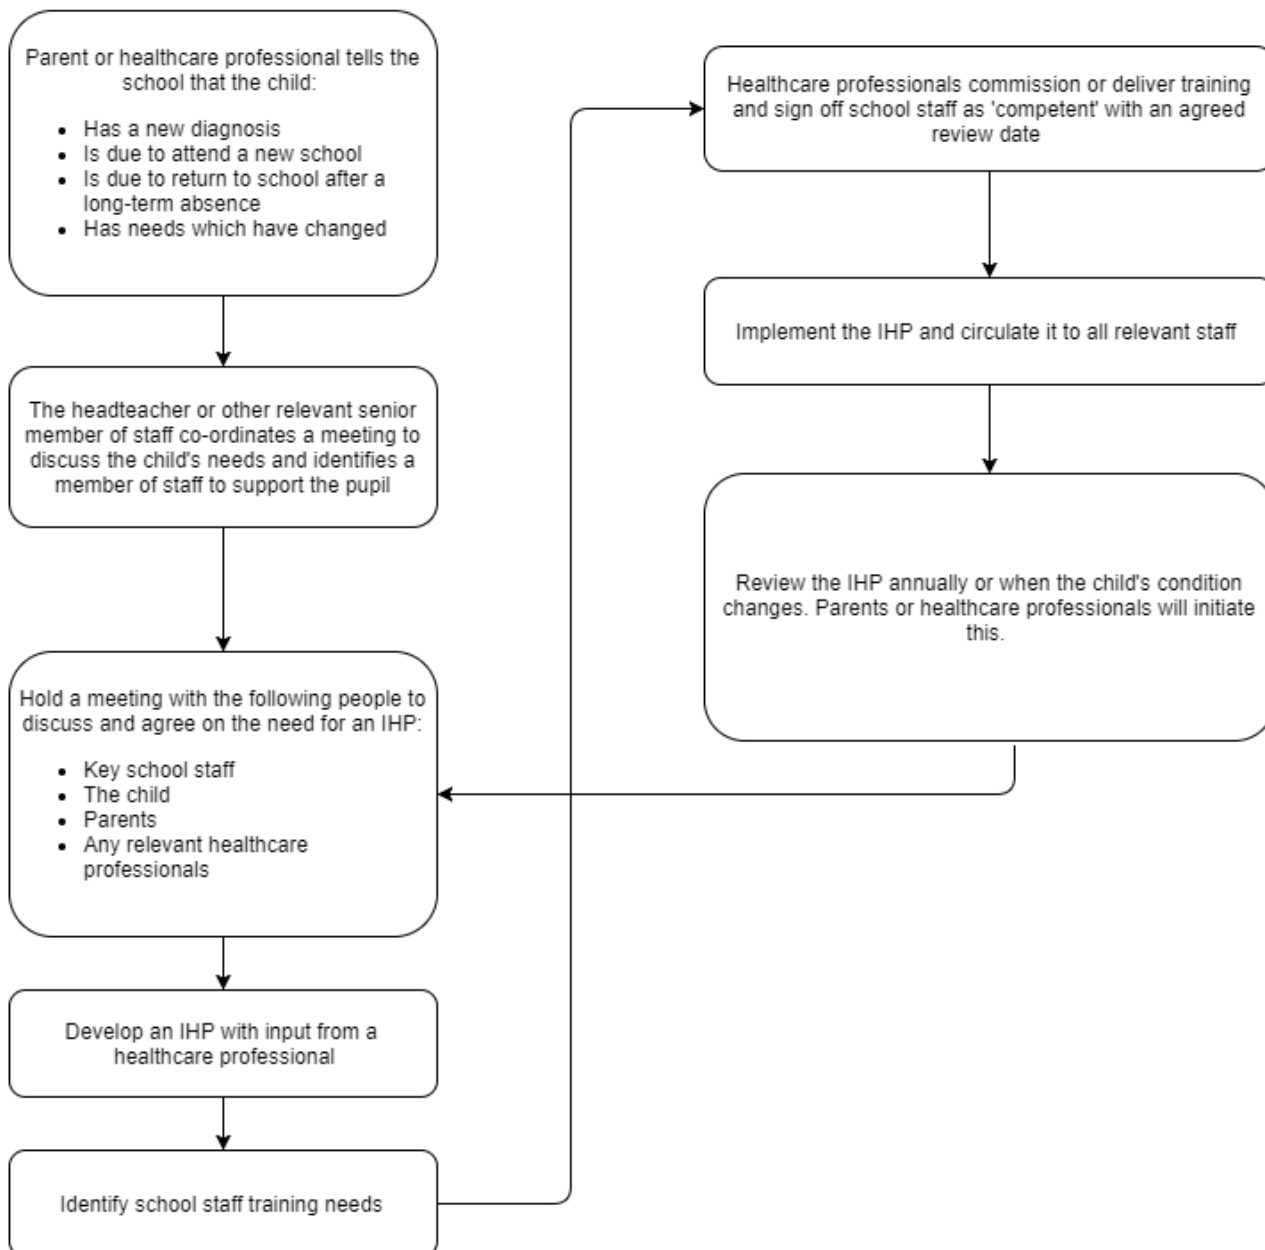 Parent or healthcare professional tells the
school that the child:
• Has a new diagnosis
• Is due to attend a new school
• Is due to return to school after a
long-term absence
• Has needs which have changed
The headteacher or other relevant senior
member of staff co-ordinates a meeting to
discuss the child's needs and identifies a
member of staff to support the pupil
Hold a meeting with the following people to
discuss and agree on the need for an IHP:
• Key school staff
• The child
• Parents
• Any relevant healthcare
professionals
Develop an IHP with input from a
healthcare professional
Identify school staff training needs
Healthcare professionals commission or deliver training
and sign off school staff as 'competent' with an agreed
review date
Implement the IHP and circulate it to all relevant staff
Review the IHP annually or when the child's condition
changes. Parents or healthcare professionals will initiate
this.